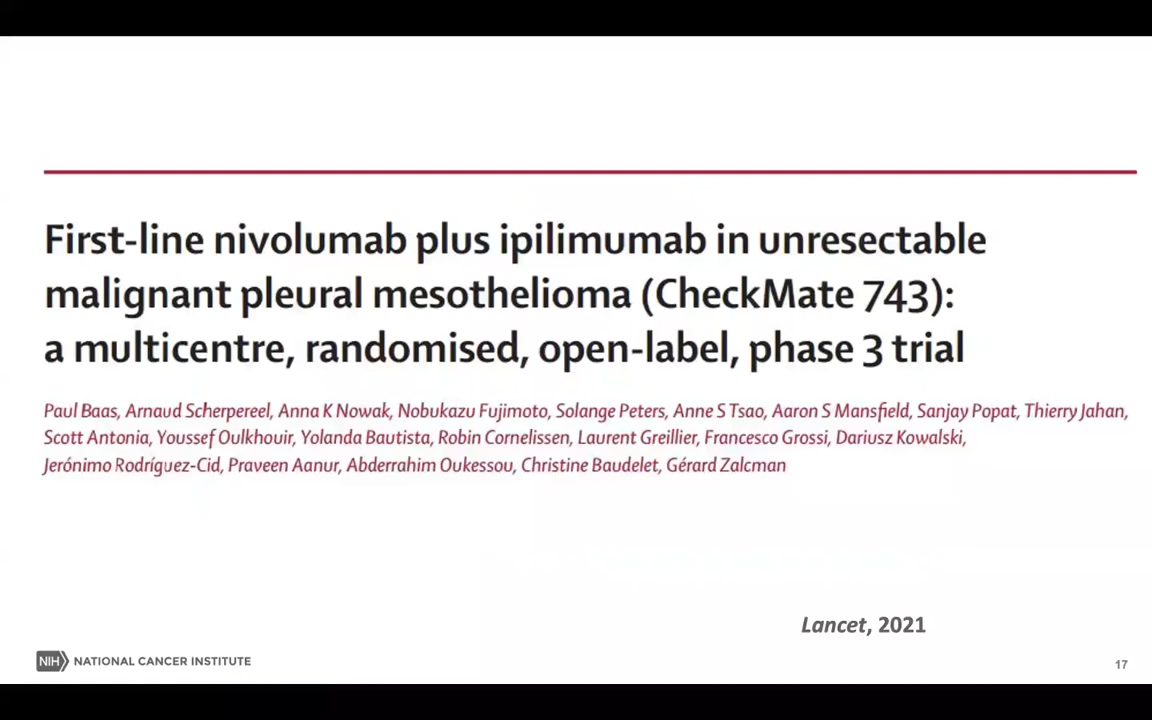 First-line nivolumab plus ipilimumab in unresectable
malignant pleural mesothelioma (CheckMate 743):
a multicentre, randomised, open-label, phase 3 trial
Paul Baas, Arnaud Scherpereel, Anna K Nowak, Nobukazu Fujimoto, Solange Peters, Anne S Tsao, Aaron S Mansfield, Sanjay Popat, Thierry Jahan,
Scott Antonia, Youssef Oulkhouir, Yolanda Bautista, Robin Cornelissen, Laurent Greillier, Francesco Grossi, Dariusz Kowalski,
Jerónimo Rodríguez-Cid, Praveen Aanur, Abderrahim Oukessou, Christine Baudelet, Gérard Zalcman
Lancet, 2021
NIH NATIONAL CANCER INSTITUTE
17